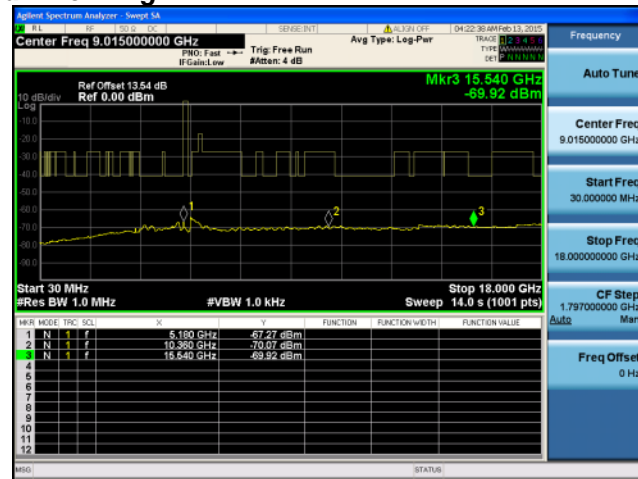 Agilent Spectrum Analyzer - Swept SA
RL RF 50 Ω DC SENSE:INT ALIGN OFF 04:22:38 AM Feb 13, 2015
Center Freq 9.015000000 GHz
PNO: Fast
IFGain:Low
Trig: Free Run
#Atten: 4 dB
Avg Type: Log-Pwr
TRACE 1 2 3 4 5 6
TYPE
DET P N N N N N
Frequency
Auto Tune
Ref Offset 13.54 dB
10 dB/div Ref 0.00 dBm
Log
Mkr3 15.540 GHz
-69.92 dBm
-10.0
-20.0
-30.0
-40.0
-50.0
-60.0
-70.0
-80.0
-90.0
1
2
3
Center Freq
9.015000000 GHz
Start Freq
30.000000 MHz
Stop Freq
18.000000000 GHz
CF Step
1.797000000 GHz
Auto Man
Freq Offset
0 Hz
Start 30 MHz Stop 18.000 GHz
#Res BW 1.0 MHz #VBW 1.0 kHz Sweep 14.0 s (1001 pts)
MKR MODE TRC SCL X Y FUNCTION FUNCTION WIDTH FUNCTION VALUE
1 N 1 f 5.160 GHz -67.27 dBm
2 N 1 f 10.360 GHz -70.07 dBm
3 N 1 f 15.540 GHz -69.92 dBm
4
5
6
7
8
9
10
11
12
MSG STATUS